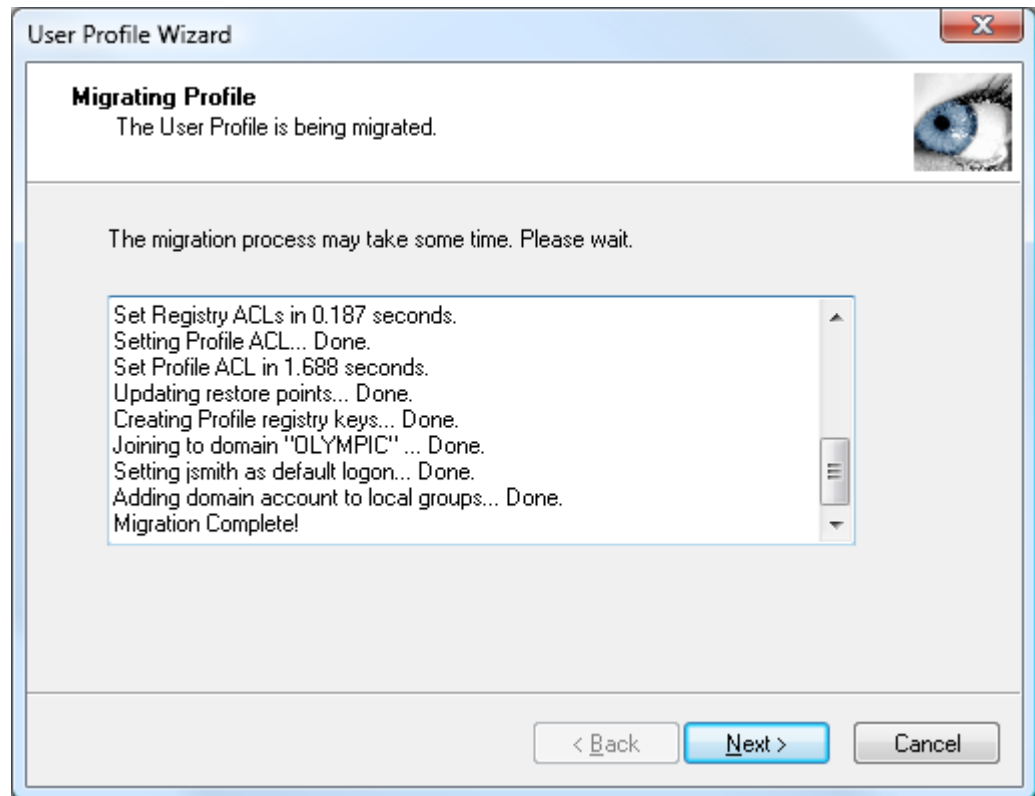 User Profile Wizard
Migrating Profile
The User Profile is being migrated.
The migration process may take some time. Please wait.
Set Registry ACLs in 0.187 seconds.
Setting Profile ACL... Done.
Set Profile ACL in 1.688 seconds.
Updating restore points... Done.
Creating Profile registry keys... Done.
Joining to domain "OLYMPIC" ... Done.
Setting jsmith as default logon... Done.
Adding domain account to local groups... Done.
Migration Complete!
< Back Next > Cancel